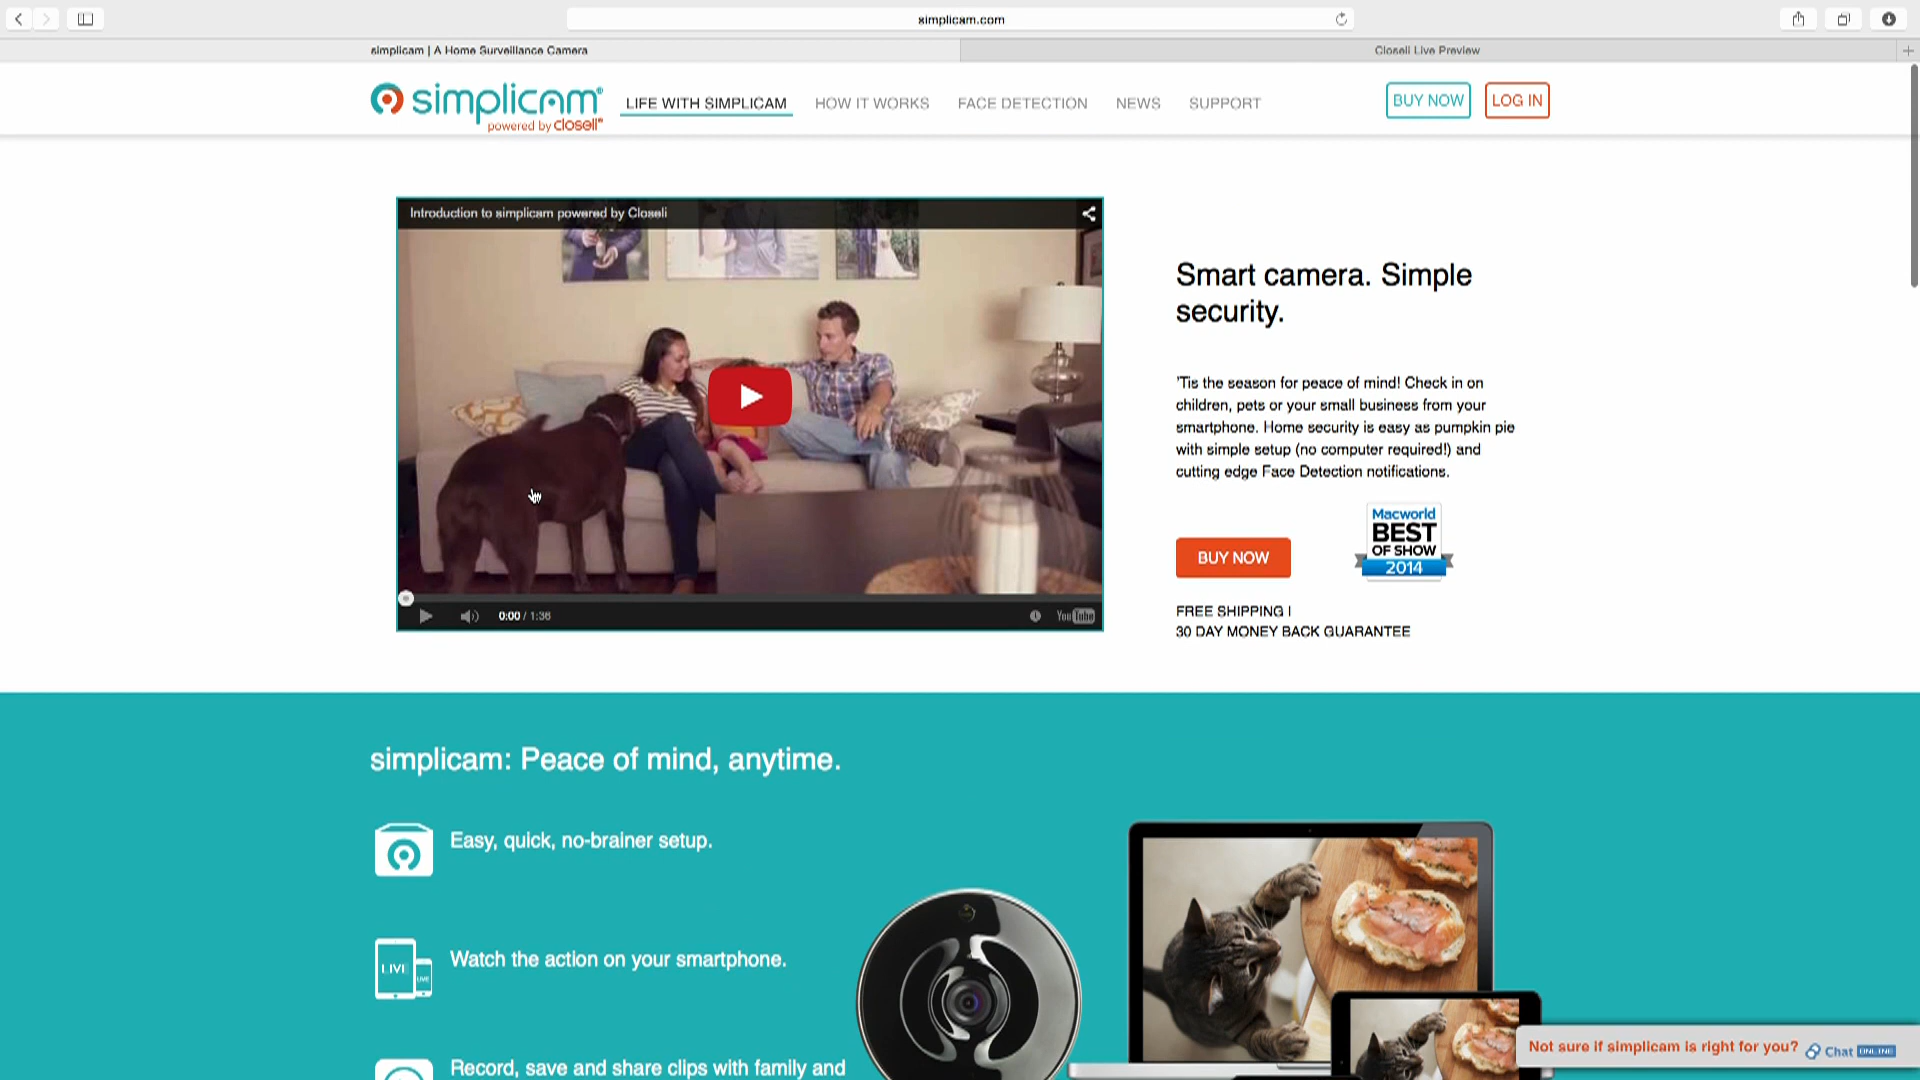 simplicam.com
simplicam | A Home Surveillance Camera
Closeli Live Preview
simplicam®
powered by closeli®
LIFE WITH SIMPLICAM
HOW IT WORKS
FACE DETECTION
NEWS
SUPPORT
BUY NOW
LOG IN
Introduction to simplicam powered by Closeli
0:00 / 1:36
YouTube
Smart camera. Simple
security.
'Tis the season for peace of mind! Check in on
children, pets or your small business from your
smartphone. Home security is easy as pumpkin pie
with simple setup (no computer required!) and
cutting edge Face Detection notifications.
BUY NOW
Macworld
BEST
OF SHOW
2014
FREE SHIPPING |
30 DAY MONEY BACK GUARANTEE
simplicam: Peace of mind, anytime.
Easy, quick, no-brainer setup.
LIVE
LIVE
Watch the action on your smartphone.
Record, save and share clips with family and
Not sure if simplicam is right for you?
Chat ONLINE